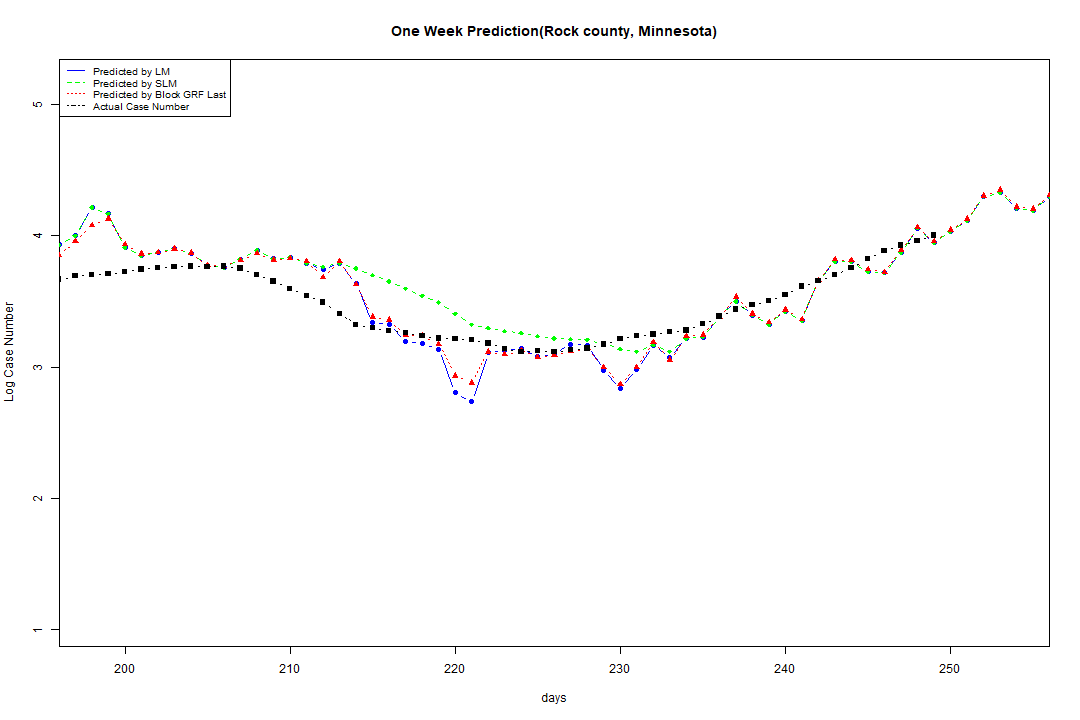 One Week Prediction(Rock county, Minnesota)
Predicted by LM
Predicted by SLM
Predicted by Block GRF Last
Actual Case Number
5
4
3
2
1
Log Case Number
200 210 220 230 240 250
days